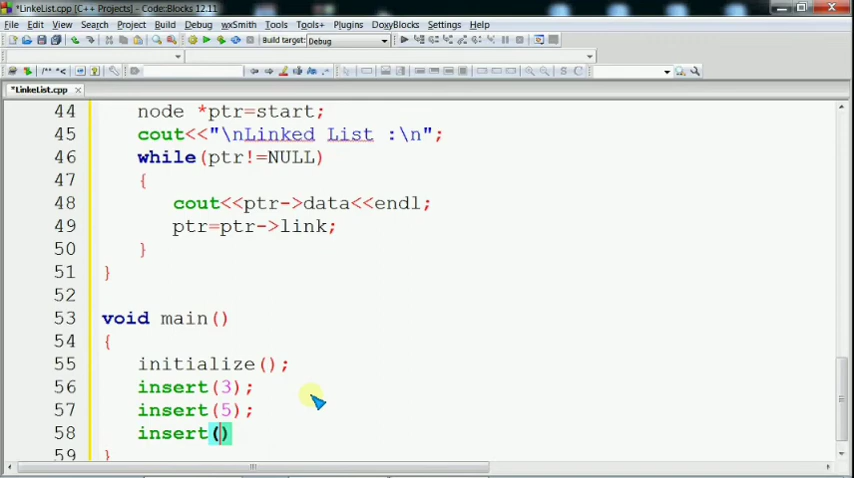 *LinkeList.cpp [C++ Projects] - Code::Blocks 12.11
File Edit View Search Project Build Debug wxSmith Tools Tools+ Plugins DoxyBlocks Settings Help
Build target: Debug
/** *<
*LinkeList.cpp
44 node *ptr=start;
45 cout<<"\nLinked List :\n";
46 while(ptr!=NULL)
47 {
48 cout<<ptr->data<<endl;
49 ptr=ptr->link;
50 }
51 }
52
53 void main()
54 {
55 initialize();
56 insert(3);
57 insert(5);
58 insert()
59 }